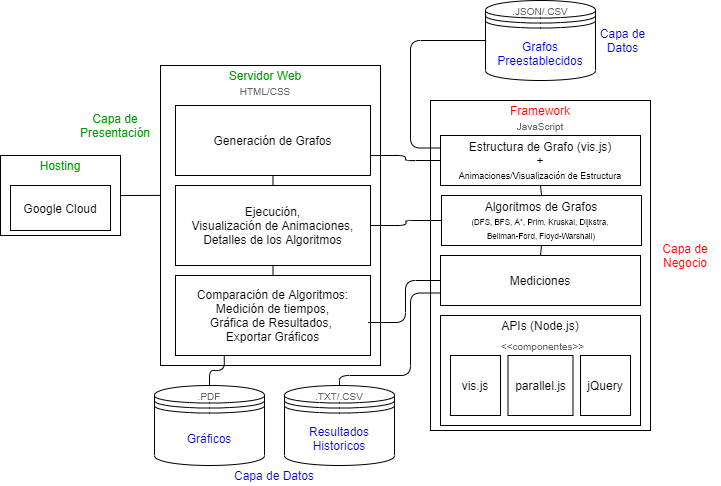 .JSON/.CSV
Grafos
Preestablecidos
Capa de
Datos
Servidor Web
HTML/CSS
Capa de
Presentación
Generación de Grafos
Framework
JavaScript
Estructura de Grafo (vis.js)
+
Animaciones/Visualización de Estructura
Hosting
Google Cloud
Ejecución,
Visualización de Animaciones,
Detalles de los Algoritmos
Algoritmos de Grafos
(DFS, BFS, A*, Prim, Kruskal, Dijkstra,
Bellman-Ford, Floyd-Warshall)
Capa de
Negocio
Comparación de Algoritmos:
Medición de tiempos,
Gráfica de Resultados,
Exportar Gráficos
Mediciones
APIs (Node.js)
<<componentes>>
vis.js
parallel.js
jQuery
.PDF
Gráficos
.TXT/.CSV
Resultados
Historicos
Capa de Datos